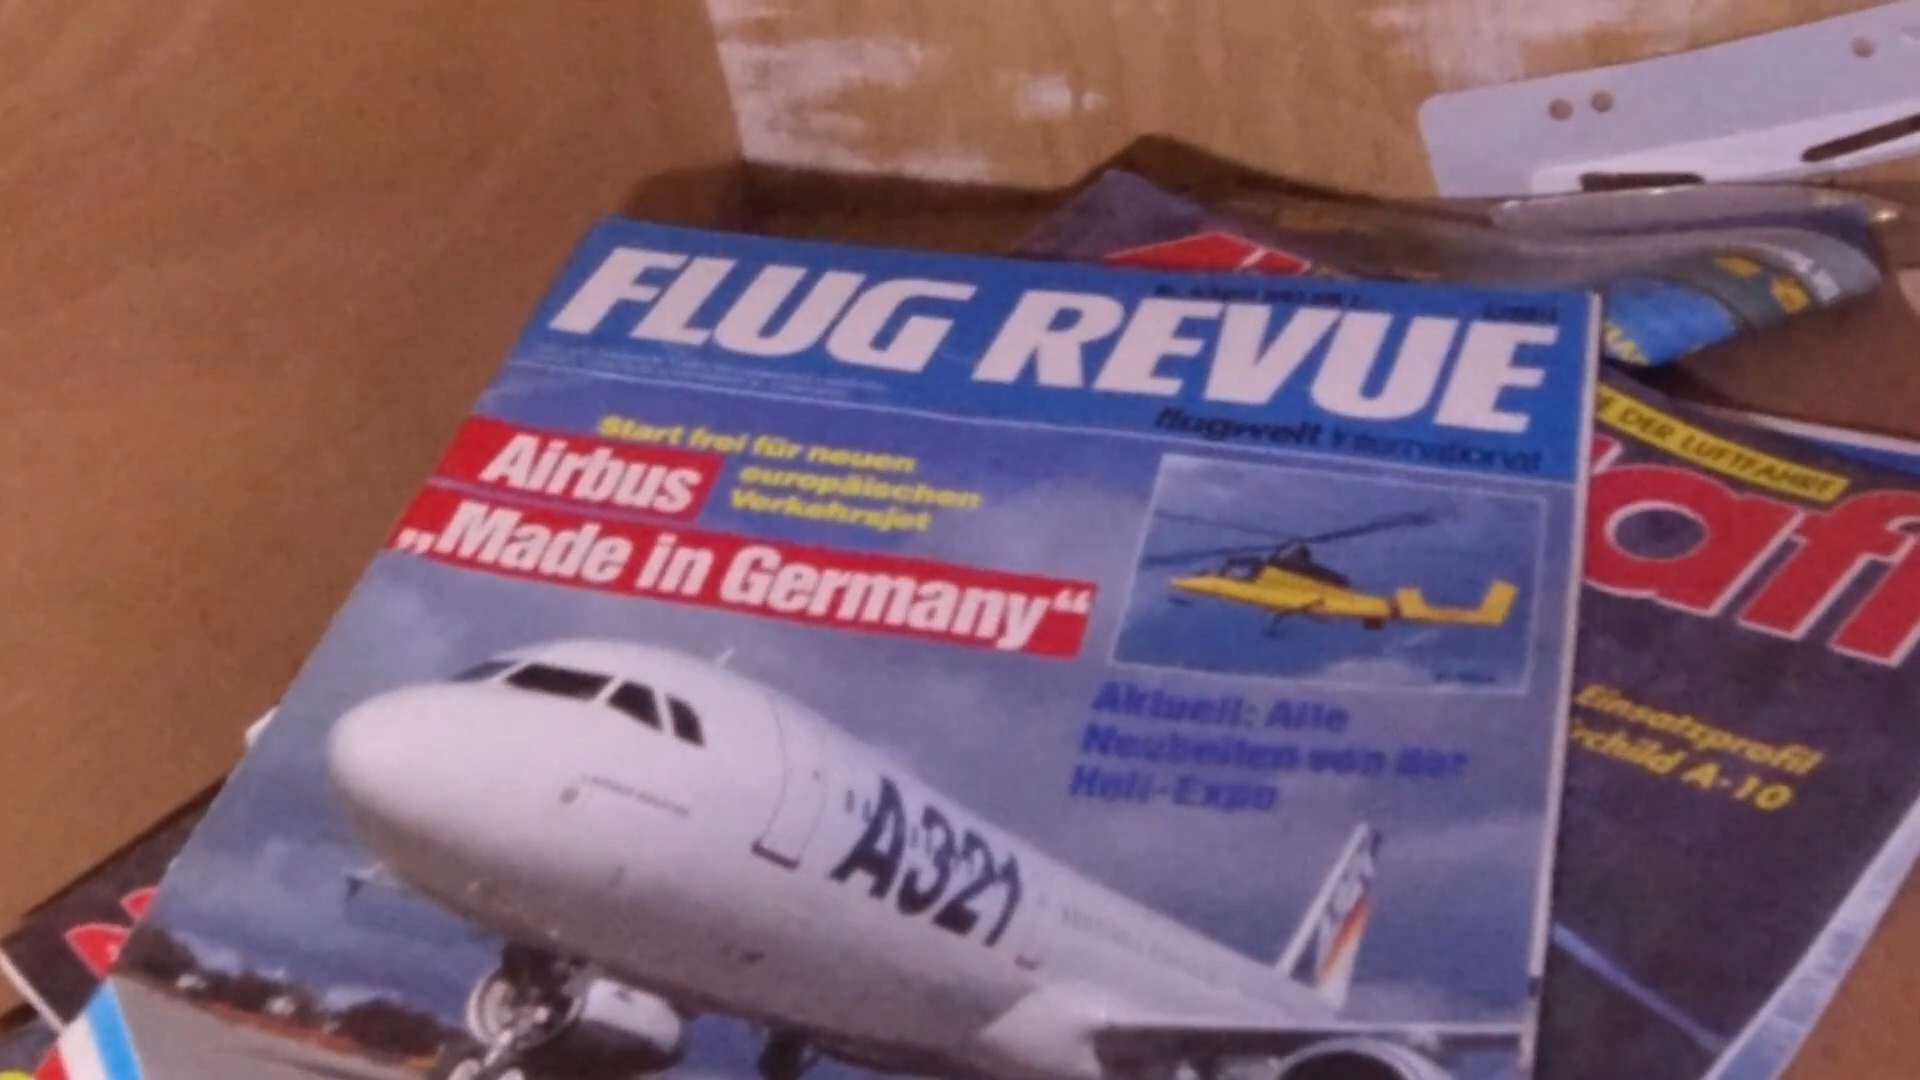 FLUG REVUE
flugwelt international
Start frei für neuen
europäischen
Verkehrsjet
Airbus
„Made in Germany“
Aktuell: Alle
Neuheiten von der
Heli-Expo
A321
DER LUFTFAHRT
Einsatzprofil
A-10